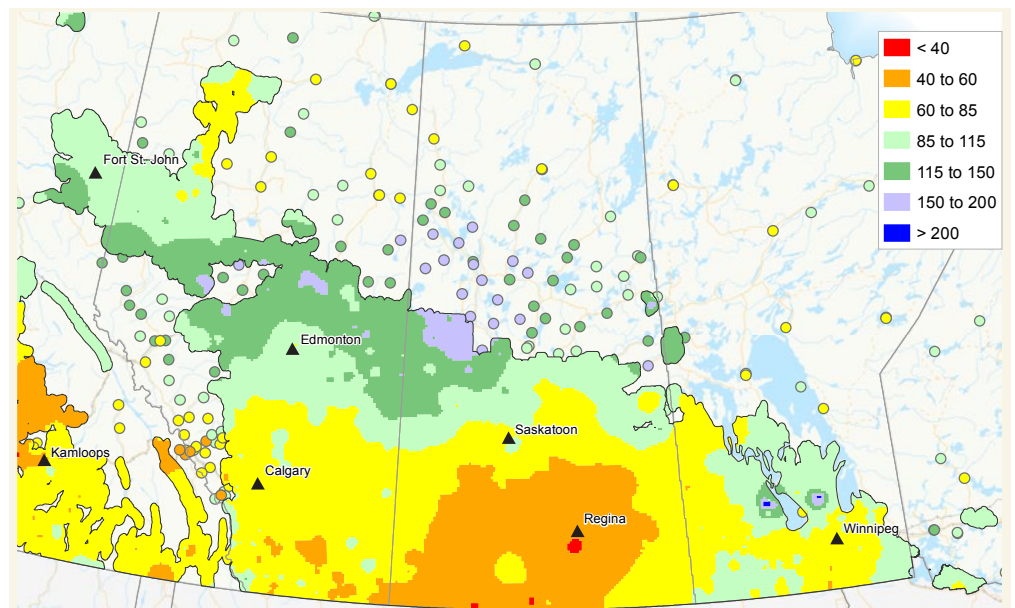 < 40
40 to 60
60 to 85
85 to 115
115 to 150
150 to 200
> 200
Fort St. John
Edmonton
Saskatoon
Kamloops
Calgary
Regina
Winnipeg